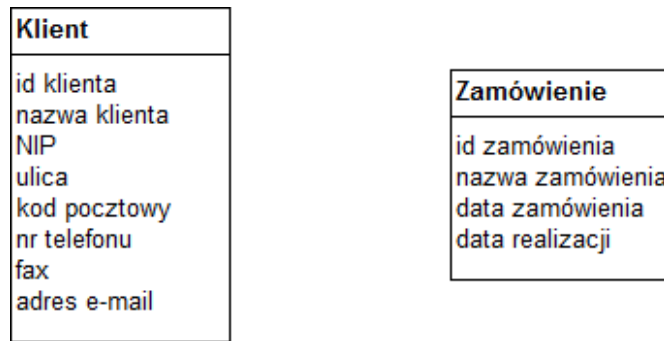 Klient
id klienta
nazwa klienta
NIP
ulica
kod pocztowy
nr telefonu
fax
adres e-mail
Zamówienie
id zamówienia
nazwa zamówienia
data zamówienia
data realizacji